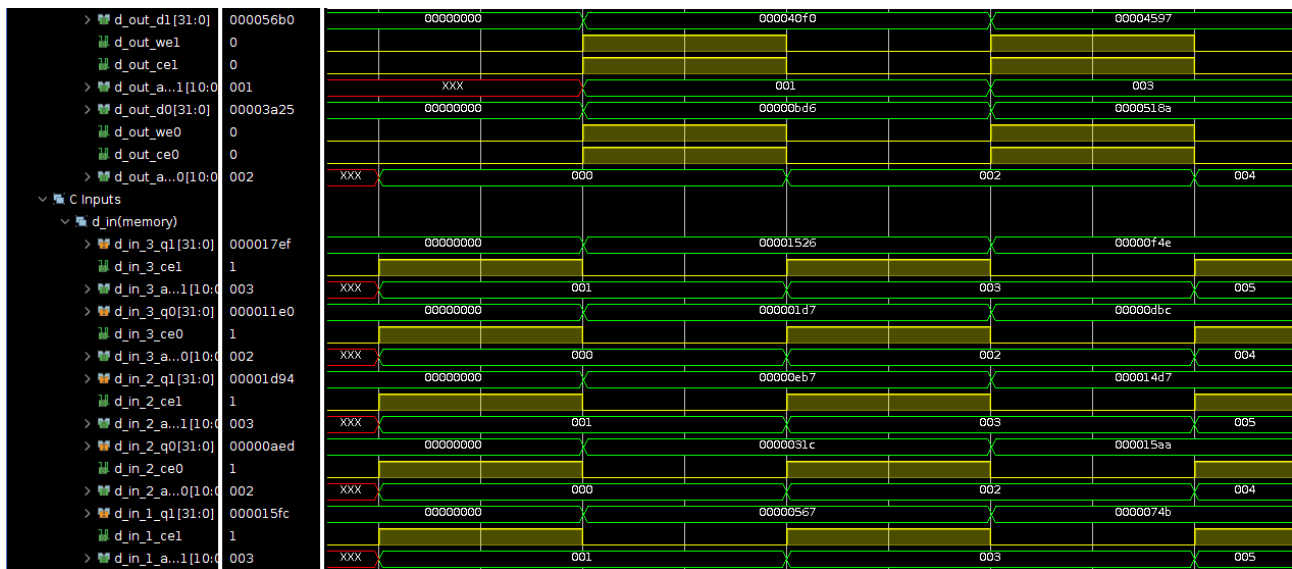 d_out_d1[31:0] 000056b0 00000000 000040f0 00004597
d_out_we1 0
d_out_ce1 0
d_out_a...1[10:0 001 XXX 001 003
d_out_d0[31:0] 00003a25 00000000 00000bd6 0000518a
d_out_we0 0
d_out_ce0 0
d_out_a...0[10:0 002 XXX 000 002 004
C Inputs
d_in(memory)
d_in_3_q1[31:0] 000017ef 00000000 00001526 00000f4e
d_in_3_ce1 1
d_in_3_a...1[10:0 003 XXX 001 003 005
d_in_3_q0[31:0] 000011e0 00000000 000001d7 00000dbc
d_in_3_ce0 1
d_in_3_a...0[10:0 002 XXX 000 002 004
d_in_2_q1[31:0] 00001d94 00000000 00000eb7 000014d7
d_in_2_ce1 1
d_in_2_a...1[10:0 003 XXX 001 003 005
d_in_2_q0[31:0] 00000aed 00000000 0000031c 000015aa
d_in_2_ce0 1
d_in_2_a...0[10:0 002 XXX 000 002 004
d_in_1_q1[31:0] 000015fc 00000000 00000567 0000074b
d_in_1_ce1 1
d_in_1_a...1[10:0 003 XXX 001 003 005